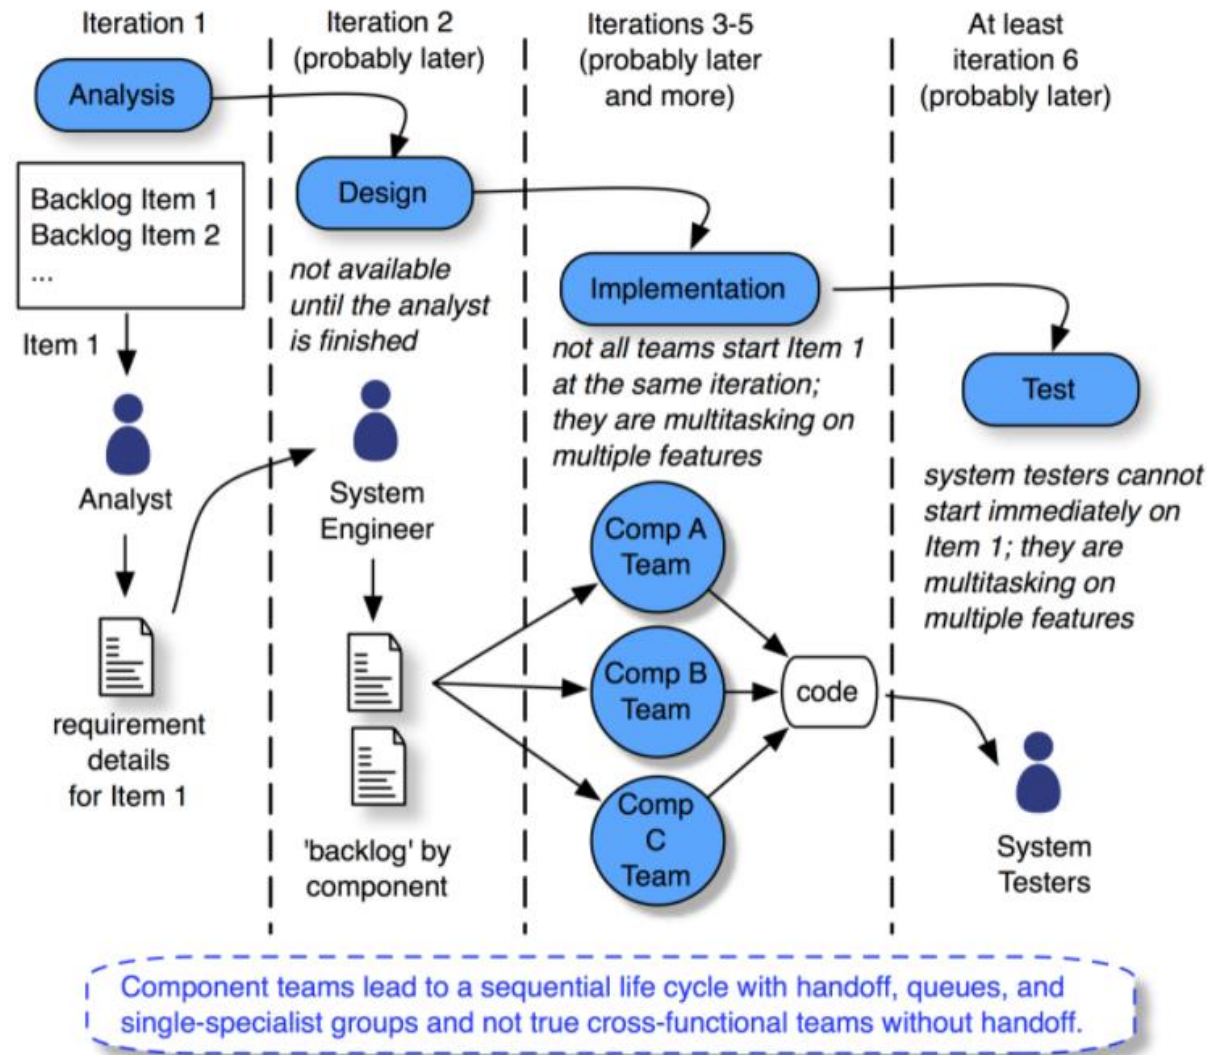 Iteration 1
Analysis
Backlog Item 1
Backlog Item 2
...
Item 1
Analyst
requirement
details
for Item 1
Iteration 2
(probably later)
Design
not available
until the analyst
is finished
System
Engineer
'backlog' by
component
Iterations 3-5
(probably later
and more)
Implementation
not all teams start Item 1
at the same iteration;
they are multitasking on
multiple features
Comp A
Team
Comp B
Team
Comp
C
Team
code
At least
iteration 6
(probably later)
Test
system testers cannot
start immediately on
Item 1; they are
multitasking on
multiple features
System
Testers
Component teams lead to a sequential life cycle with handoff, queues, and
single-specialist groups and not true cross-functional teams without handoff.